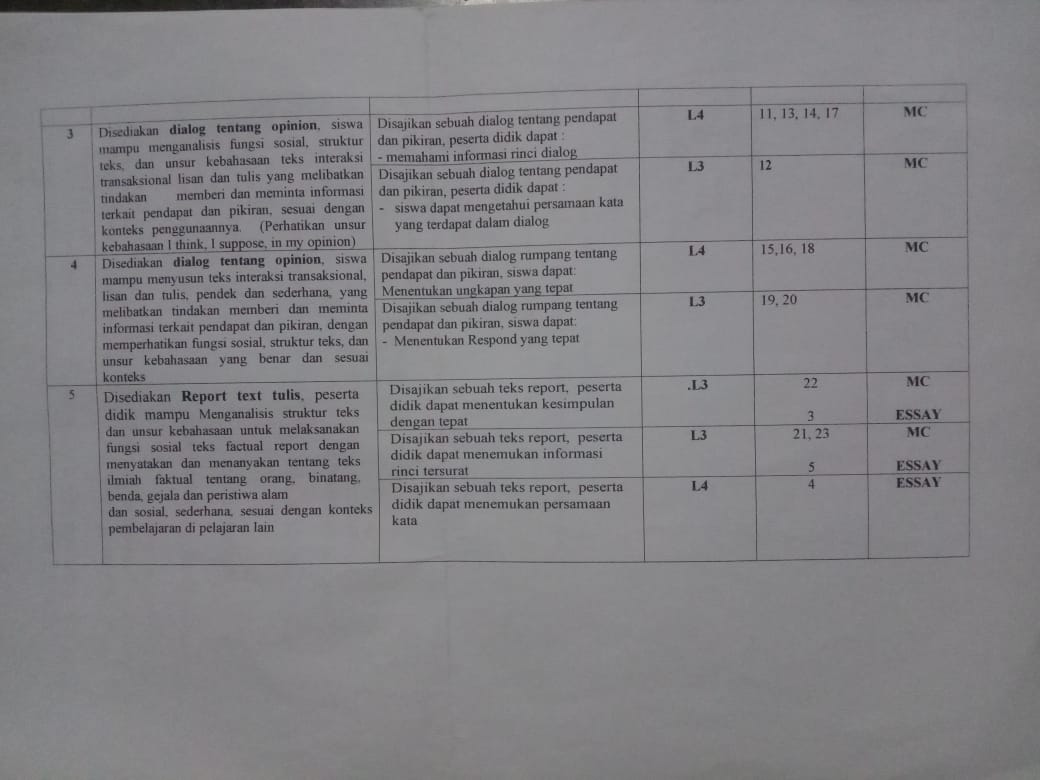 3
Disediakan dialog tentang opinion, siswa
mampu menganalisis fungsi sosial, struktur
teks, dan unsur kebahasaan teks interaksi
transaksional lisan dan tulis yang melibatkan
tindakan memberi dan meminta informasi
terkait pendapat dan pikiran, sesuai dengan
konteks penggunaannya. (Perhatikan unsur
kebahasaan I think, I suppose, in my opinion)
Disajikan sebuah dialog tentang pendapat
dan pikiran, peserta didik dapat :
- memahami informasi rinci dialog
L4
11, 13, 14, 17
MC
Disajikan sebuah dialog tentang pendapat
dan pikiran, peserta didik dapat :
- siswa dapat mengetahui persamaan kata
yang terdapat dalam dialog
L3
12
MC
4
Disediakan dialog tentang opinion, siswa
mampu menyusun teks interaksi transaksional,
lisan dan tulis, pendek dan sederhana, yang
melibatkan tindakan memberi dan meminta
informasi terkait pendapat dan pikiran, dengan
memperhatikan fungsi sosial, struktur teks, dan
unsur kebahasaan yang benar dan sesuai
konteks
Disajikan sebuah dialog rumpang tentang
pendapat dan pikiran, siswa dapat:
Menentukan ungkapan yang tepat
L4
15,16, 18
MC
Disajikan sebuah dialog rumpang tentang
pendapat dan pikiran, siswa dapat:
- Menentukan Respond yang tepat
L3
19, 20
MC
5
Disediakan Report text tulis, peserta
didik mampu Menganalisis struktur teks
dan unsur kebahasaan untuk melaksanakan
fungsi sosial teks factual report dengan
menyatakan dan menanyakan tentang teks
ilmiah faktual tentang orang, binatang,
benda, gejala dan peristiwa alam
dan sosial, sederhana, sesuai dengan konteks
pembelajaran di pelajaran lain
Disajikan sebuah teks report, peserta
didik dapat menentukan kesimpulan
dengan tepat
.L3
22
MC
3
ESSAY
Disajikan sebuah teks report, peserta
didik dapat menemukan informasi
rinci tersurat
L3
21, 23
MC
5
ESSAY
Disajikan sebuah teks report, peserta
didik dapat menemukan persamaan
kata
L4
4
ESSAY